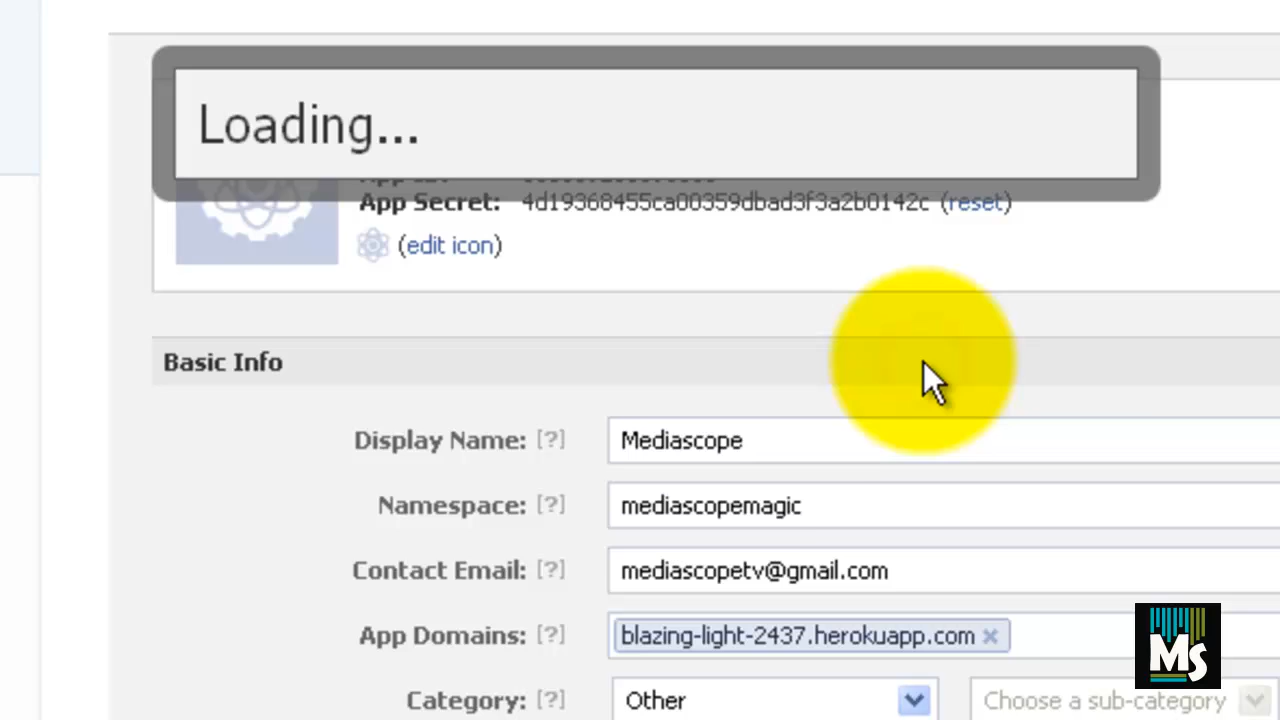 Loading...
App Secret: 4d19368455ca00359dbad3f3a2b0142c (reset)
(edit icon)
Basic Info
Display Name: [?] Mediascope
Namespace: [?] mediascopemagic
Contact Email: [?] mediascopetv@gmail.com
App Domains: [?] blazing-light-2437.herokuapp.com ×
Category: [?] Other Choose a sub-category
Ms